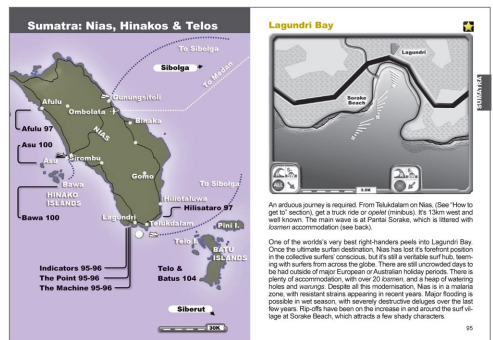 Sumatra: Nias, Hinakos & Telos
To Sibolga
Sibolga
To Medan
Gunungsitoli
Afulu
Ombolata
Binaka
Afulu 97
NIAS
Asu 100
Asu
Sirombu
Gomo
Bawa
HINAKO
ISLANDS
To Sibolga
Hiliotaluwa
Hilisataro 97
Bawa 100
Lagundri
Telukdalam
Pini I.
Telo I.
BATU
ISLANDS
Indicators 95-96
The Point 95-96
The Machine 95-96
Telo &
Batus 104
Siberut
30K
Lagundri Bay
Lagundri
Sorake
Beach
ALL
SUMATRA
An arduous journey is required. From Telukdalam on Nias, (See "How
to get to" section), get a truck ride or opelet (minibus). It's 13km west and
well known. The main wave is at Pantai Sorake, which is littered with
losmen accommodation (see back).
One of the worlds's very best right-handers peels into Lagundri Bay.
Once the ultimate surfari destination, Nias has lost it's forefront position
in the collective surfers' conscious, but it's still a veritable surf hub, teem-
ing with surfers from across the globe. There are still uncrowded days to
be had outside of major European or Australian holiday periods. There is
plenty of accommodation, with over 20 losmen, and a heap of watering
holes and warungs. Despite all this modernisation, Nias is in a malaria
zone, with resistant strains appearing in recent years. Major flooding is
possible in wet season, with severely destructive deluges over the last
few years. Rip-offs have been on the increase in and around the surf vil-
lage at Sorake Beach, which attracts a few shady characters.
95